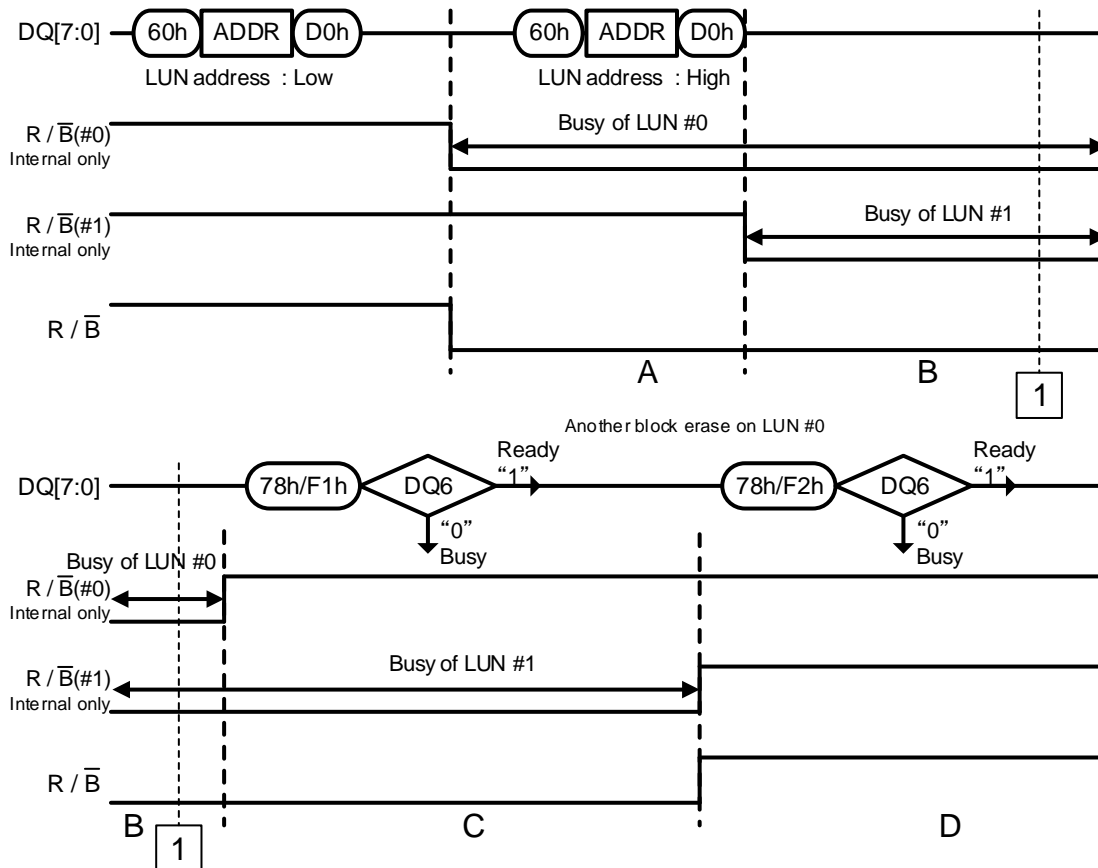 DQ[7:0] 60h ADDR D0h 60h ADDR D0h
LUN address : Low LUN address : High
R / B̅(#0) Busy of LUN #0
Internal only
R / B̅(#1) Busy of LUN #1
Internal only
R / B̅
A B
1
Another block erase on LUN #0
Ready Ready
DQ[7:0] 78h/F1h DQ6 “1” 78h/F2h DQ6 “1”
“0” “0”
Busy of LUN #0 Busy Busy
R / B̅(#0)
Internal only
R / B̅(#1) Busy of LUN #1
Internal only
R / B̅
B C D
1